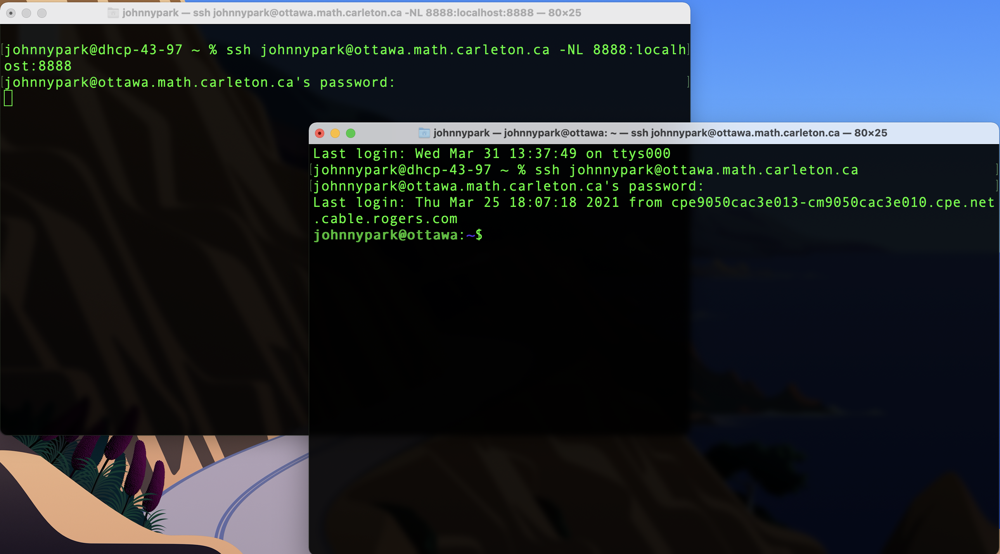 johnnypark — ssh johnnypark@ottawa.math.carleton.ca -NL 8888:localhost:8888 — 80×25
[johnnypark@dhcp-43-97 ~ % ssh johnnypark@ottawa.math.carleton.ca -NL 8888:localh]
ost:8888
[johnnypark@ottawa.math.carleton.ca's password: ]
johnnypark — johnnypark@ottawa: ~ — ssh johnnypark@ottawa.math.carleton.ca — 80×25
Last login: Wed Mar 31 13:37:49 on ttys000
[johnnypark@dhcp-43-97 ~ % ssh johnnypark@ottawa.math.carleton.ca ]
[johnnypark@ottawa.math.carleton.ca's password: ]
Last login: Thu Mar 25 18:07:18 2021 from cpe9050cac3e013-cm9050cac3e010.cpe.net
.cable.rogers.com
johnnypark@ottawa:~$